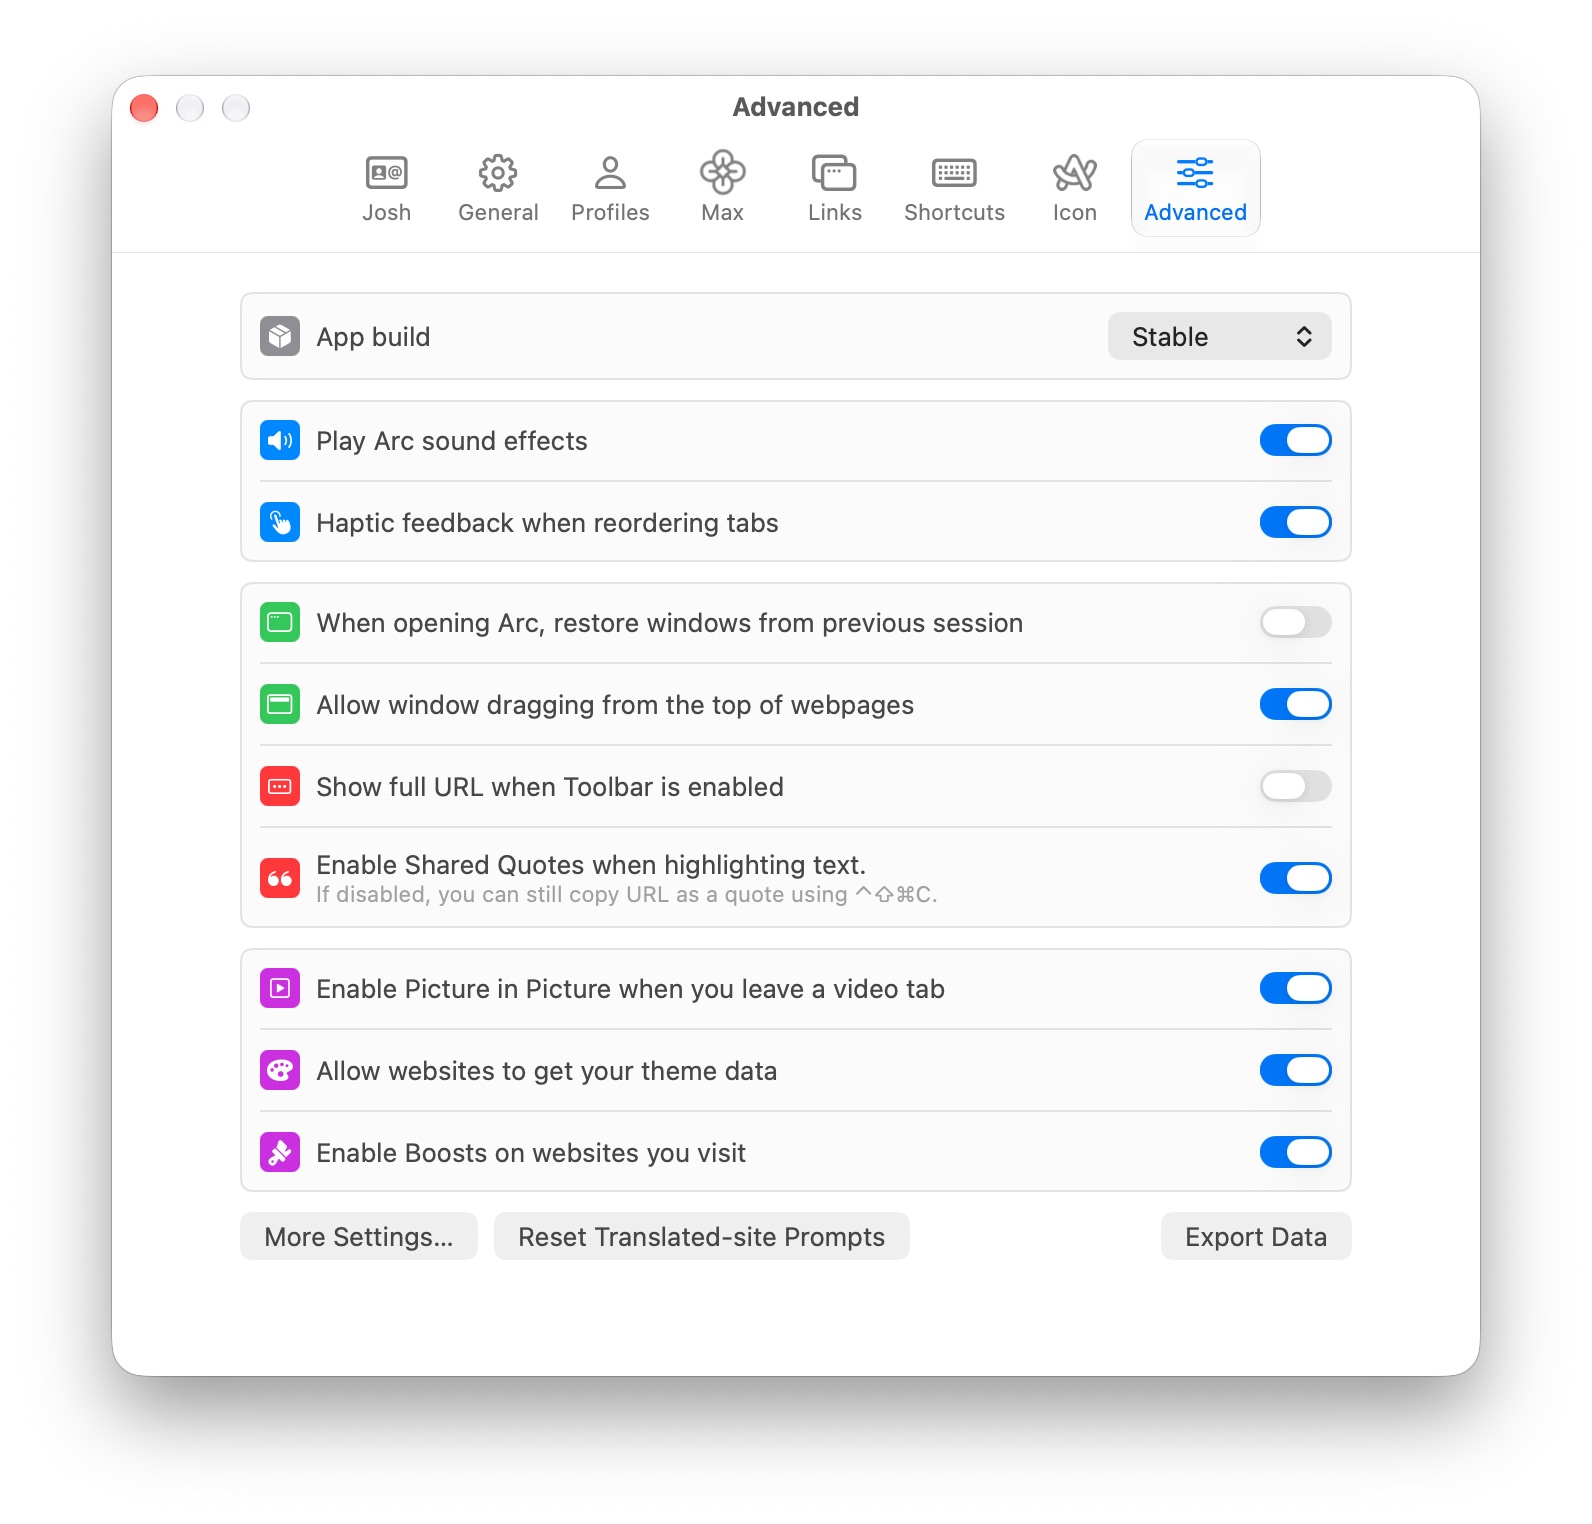 Advanced
Josh
General
Profiles
Max
Links
Shortcuts
Icon
Advanced
App build
Stable
Play Arc sound effects
Haptic feedback when reordering tabs
When opening Arc, restore windows from previous session
Allow window dragging from the top of webpages
Show full URL when Toolbar is enabled
Enable Shared Quotes when highlighting text.
If disabled, you can still copy URL as a quote using ⌃⇧⌘C.
Enable Picture in Picture when you leave a video tab
Allow websites to get your theme data
Enable Boosts on websites you visit
More Settings...
Reset Translated-site Prompts
Export Data